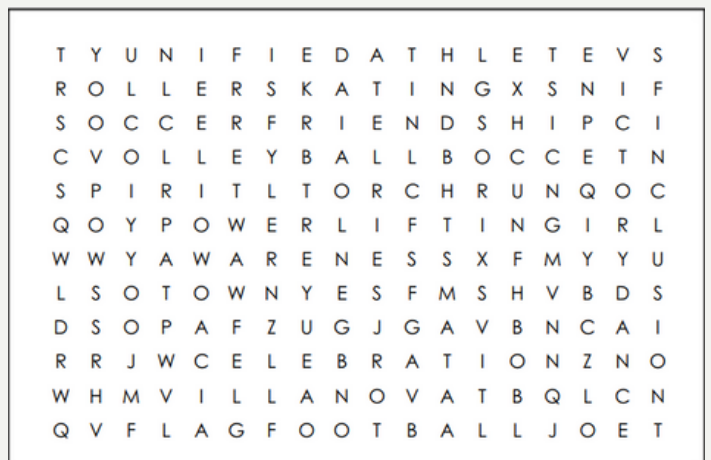 T Y U N I F I E D A T H L E T E V S
R O L L E R S K A T I N G X S N I F
S O C C E R F R I E N D S H I P C I
C V O L L E Y B A L L B O C C E T N
S P I R I T L T O R C H R U N Q O C
Q O Y P O W E R L I F T I N G I R L
W W Y A W A R E N E S S X F M Y Y U
L S O T O W N Y E S F M S H V B D S
D S O P A F Z U G J G A V B N C A I
R R J W C E L E B R A T I O N Z N O
W H M V I L L A N O V A T B Q L C N
Q V F L A G F O O T B A L L J O E T